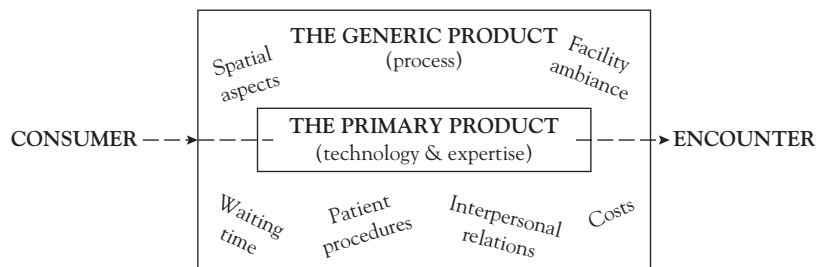 THE GENERIC PRODUCT
(process)
Spatial
aspects
Facility
ambiance
CONSUMER
THE PRIMARY PRODUCT
(technology & expertise)
ENCOUNTER
Waiting
time
Patient
procedures
Interpersonal
relations
Costs